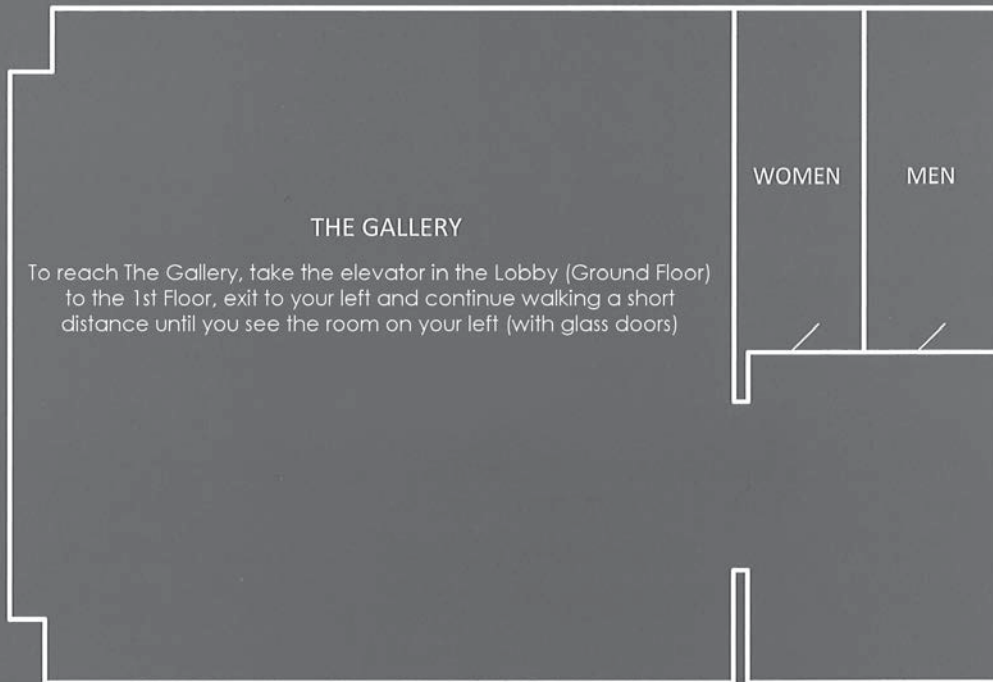 WOMEN
MEN
THE GALLERY
To reach The Gallery, take the elevator in the Lobby (Ground Floor)
to the 1st Floor, exit to your left and continue walking a short
distance until you see the room on your left (with glass doors)